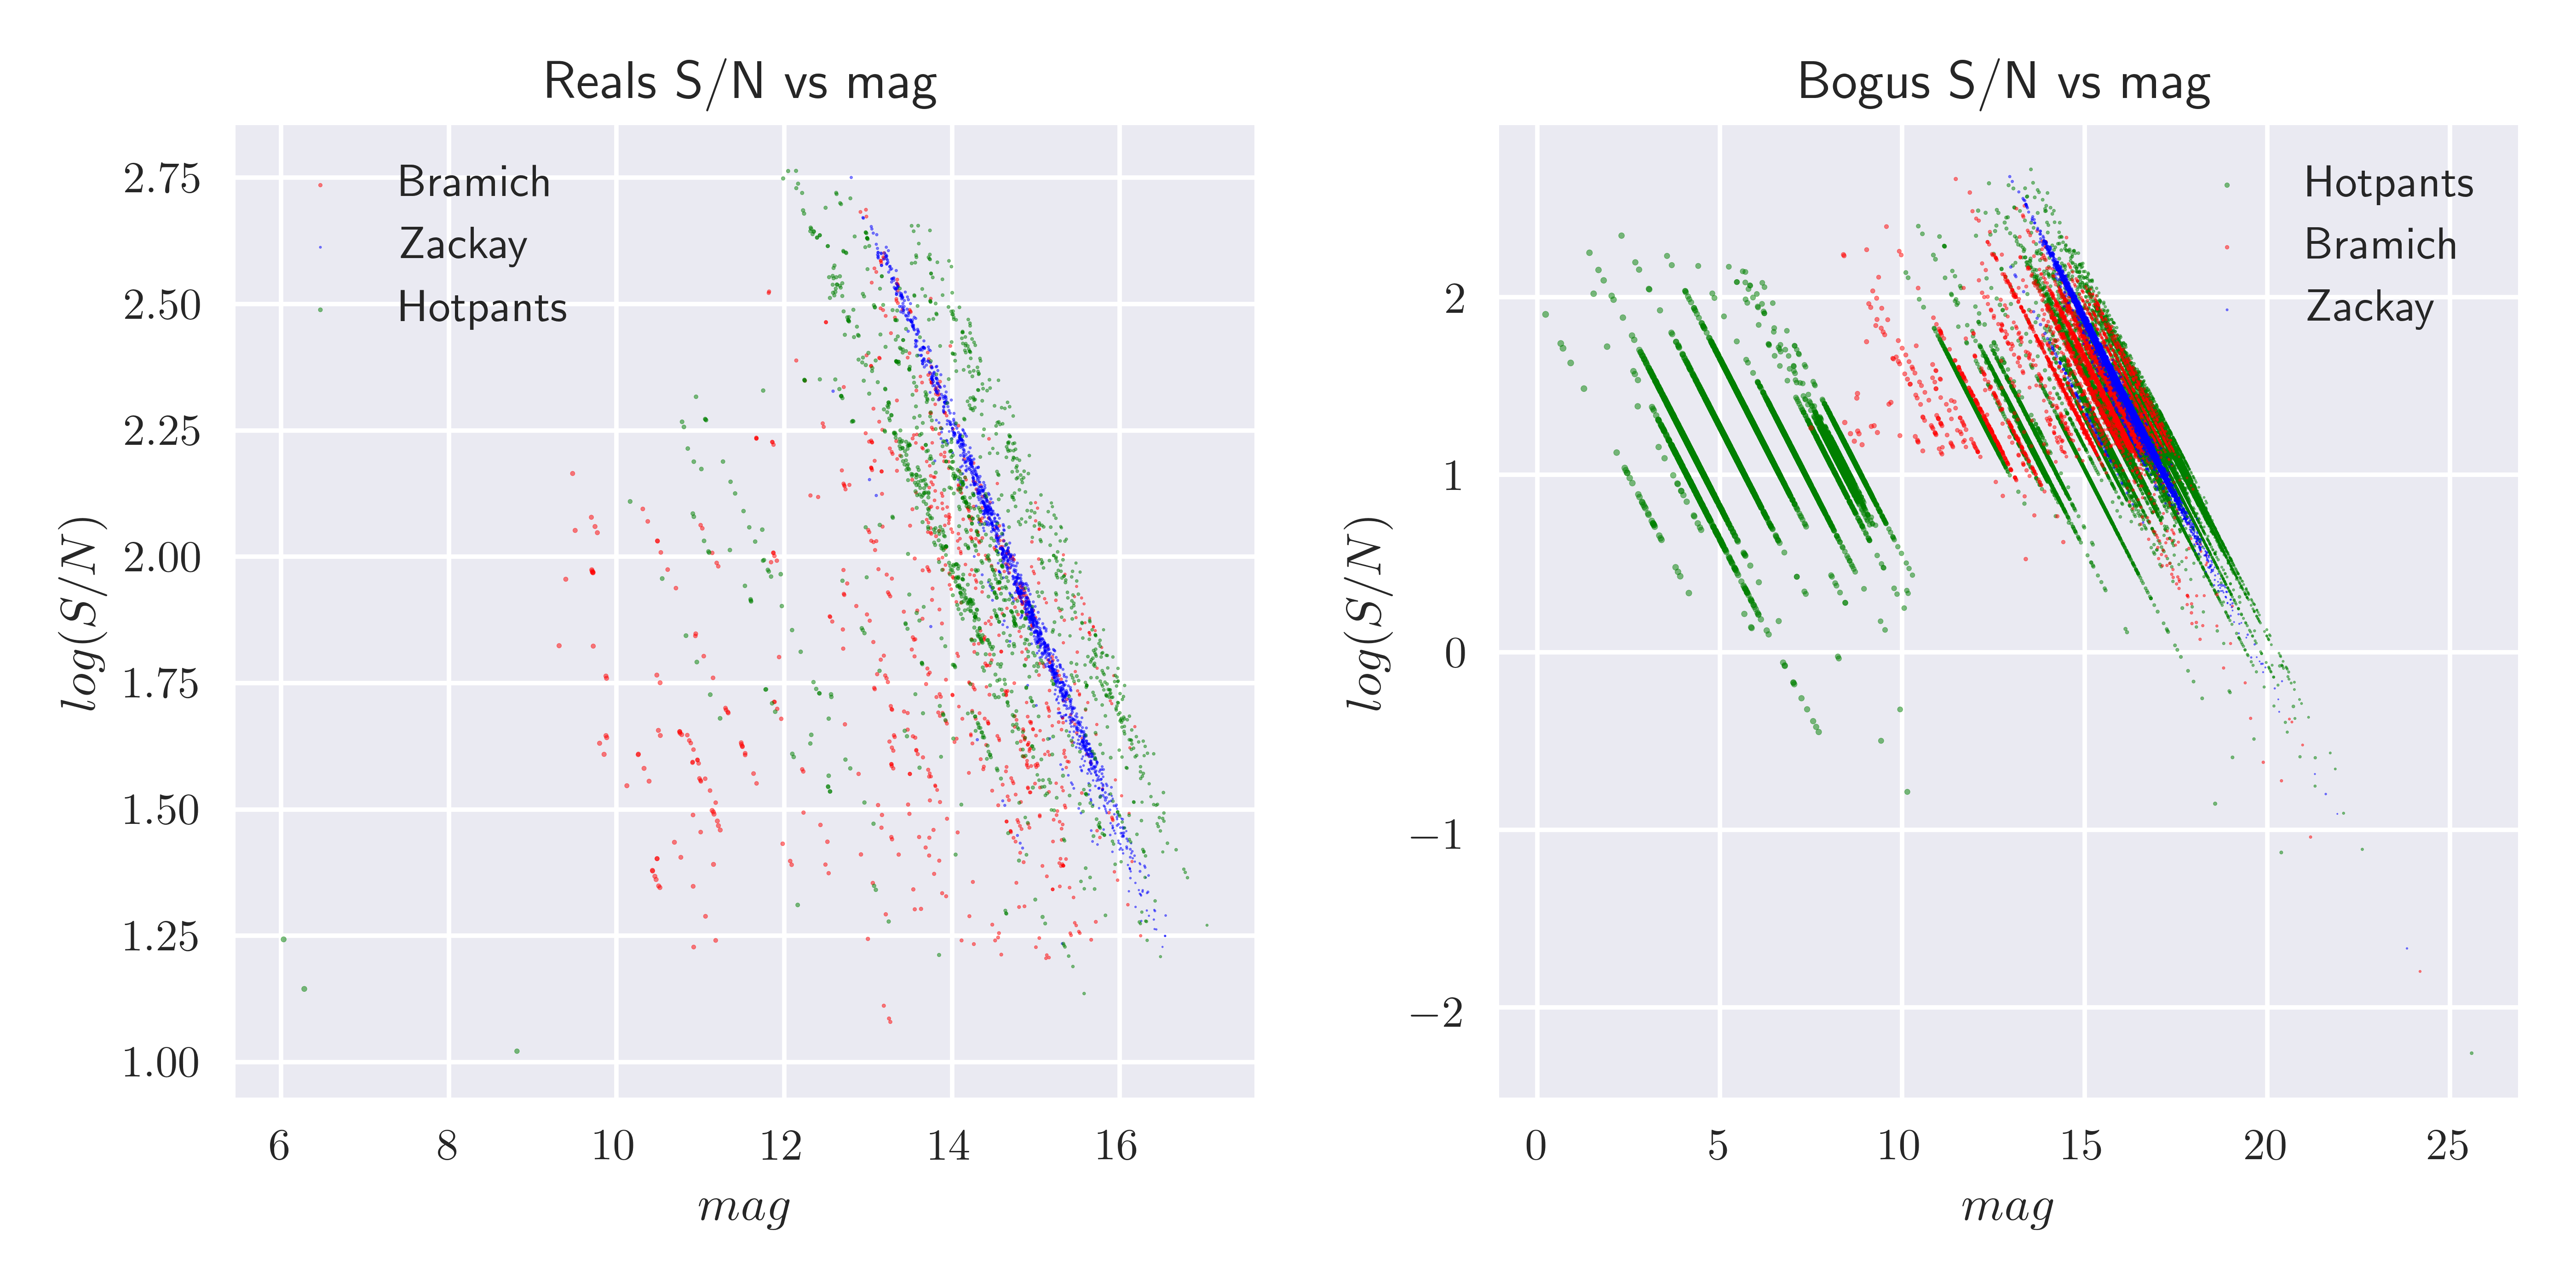 Reals S/N vs mag
Bramich
Zackay
Hotpants
2.75
2.50
2.25
2.00
1.75
1.50
1.25
1.00
log(S/N)
6 8 10 12 14 16
mag
Bogus S/N vs mag
Hotpants
Bramich
Zackay
2
1
0
−1
−2
log(S/N)
0 5 10 15 20 25
mag